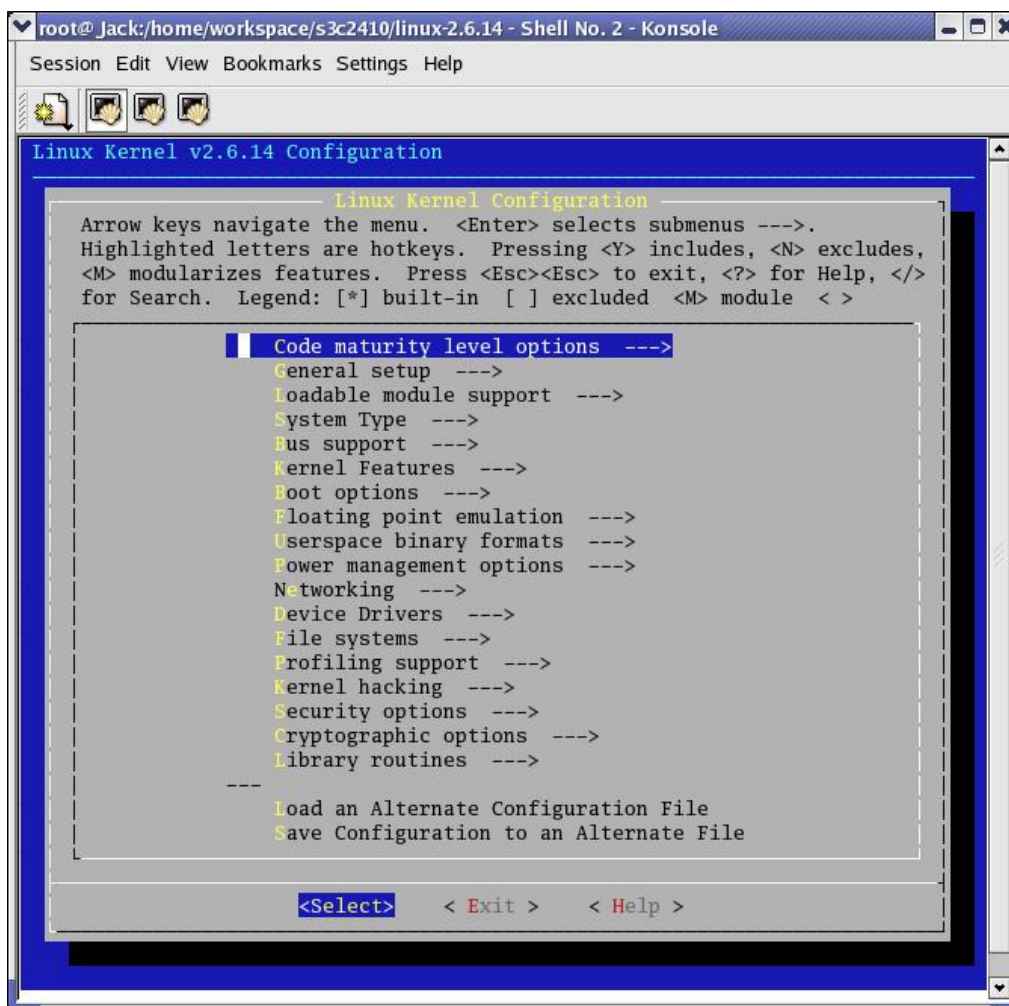 root@ Jack:/home/workspace/s3c2410/linux-2.6.14 - Shell No. 2 - Konsole
Session Edit View Bookmarks Settings Help
Linux Kernel v2.6.14 Configuration
Linux Kernel Configuration
Arrow keys navigate the menu. <Enter> selects submenus --->.
Highlighted letters are hotkeys. Pressing <Y> includes, <N> excludes,
<M> modularizes features. Press <Esc><Esc> to exit, <?> for Help, </>
for Search. Legend: [*] built-in [ ] excluded <M> module < >
Code maturity level options --->
General setup --->
Loadable module support --->
System Type --->
Bus support --->
Kernel Features --->
Boot options --->
Floating point emulation --->
Userspace binary formats --->
Power management options --->
Networking --->
Device Drivers --->
File systems --->
Profiling support --->
Kernel hacking --->
Security options --->
Cryptographic options --->
Library routines --->
---
Load an Alternate Configuration File
Save Configuration to an Alternate File
<Select> < Exit > < Help >